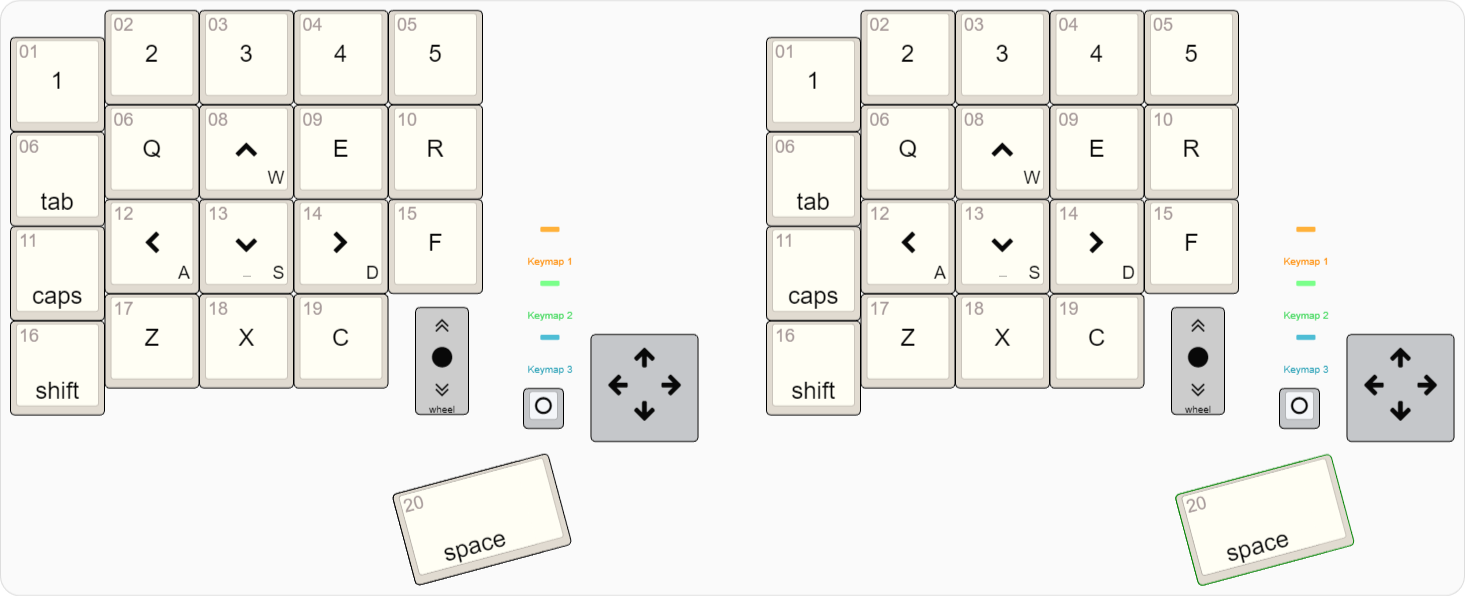 02 03 04 05
2 3 4 5
01
1
06 08 09 10
Q E R
W
06
tab
12 13 14 15
F
A _ S D
11
caps
17 18 19
Z X C
16
shift
Keymap 1
Keymap 2
Keymap 3
wheel
20
space
02 03 04 05
2 3 4 5
01
1
06 08 09 10
Q E R
W
06
tab
12 13 14 15
F
A _ S D
11
caps
17 18 19
Z X C
16
shift
Keymap 1
Keymap 2
Keymap 3
wheel
20
space